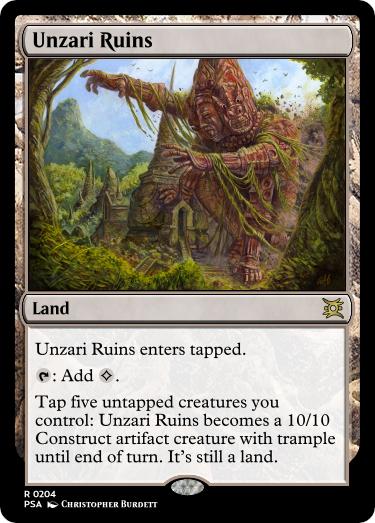 Unzari Ruins
Land
Unzari Ruins enters tapped.
: Add .
Tap five untapped creatures you
control: Unzari Ruins becomes a 10/10
Construct artifact creature with trample
until end of turn. It's still a land.
R 0204
PSA Christopher Burdett